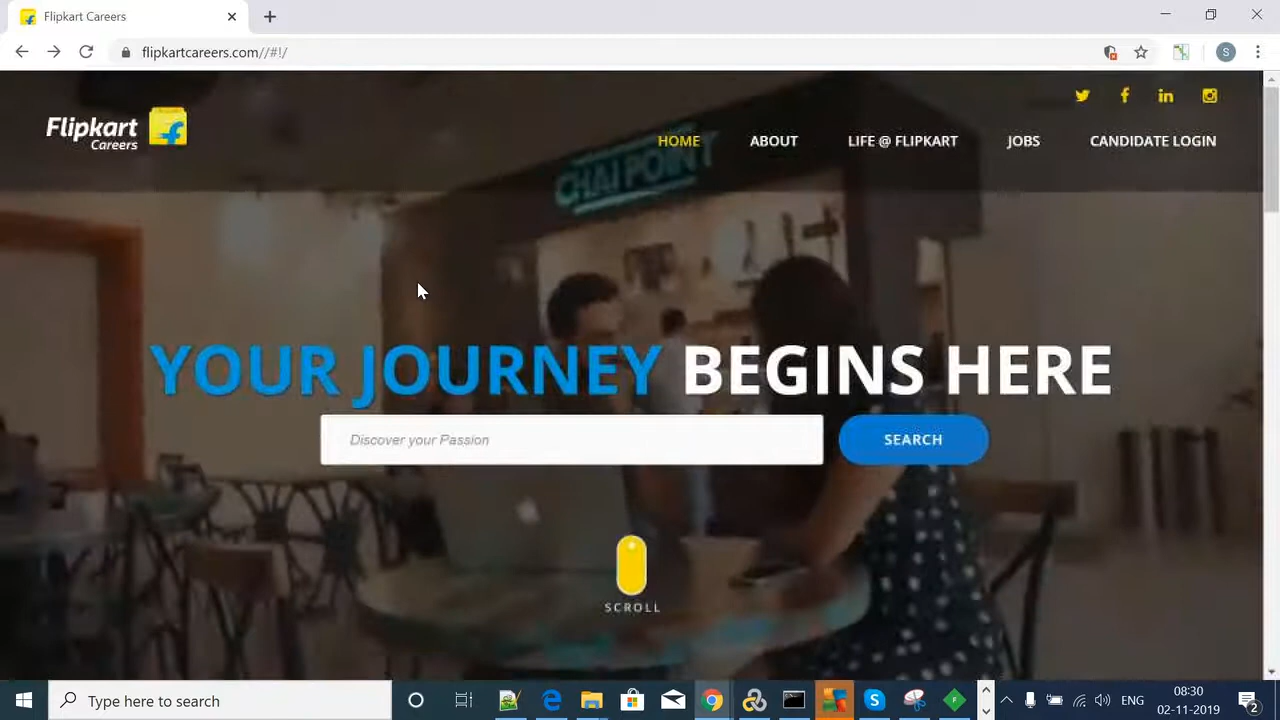 Flipkart Careers
flipkartcareers.com//#!/
S
Flipkart
Careers
HOME
ABOUT
LIFE @ FLIPKART
JOBS
CANDIDATE LOGIN
CHAI POINT
YOUR JOURNEY BEGINS HERE
Discover your Passion
SEARCH
SCROLL
Type here to search
ENG
08:30
02-11-2019
2